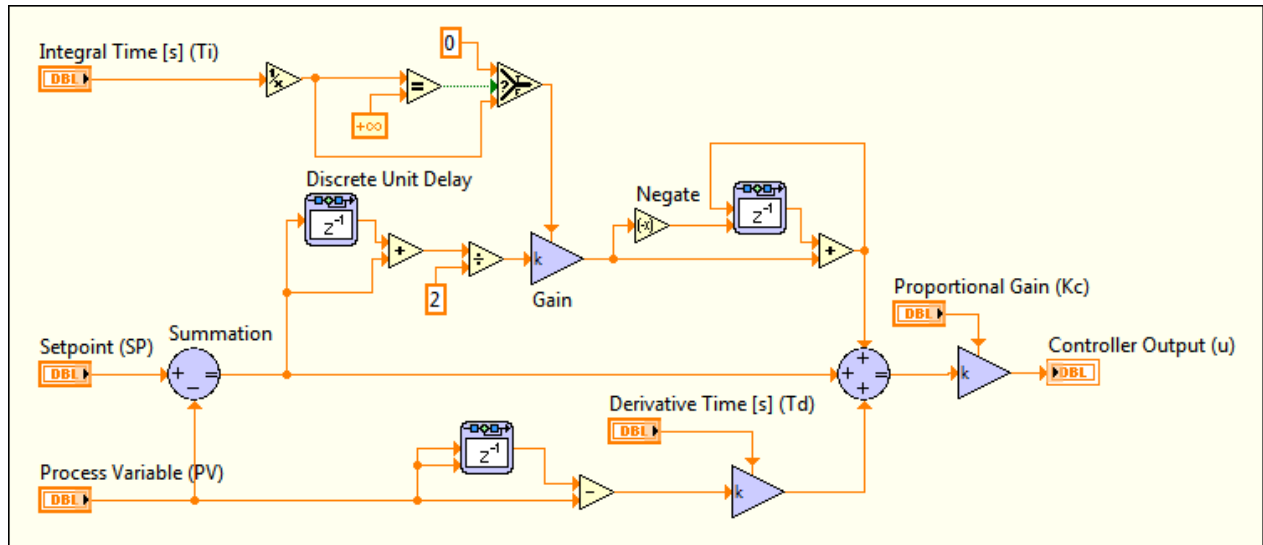 Integral Time [s] (Ti)
DBL
1/x
=
+∞
0
?
T
F
Discrete Unit Delay
z⁻¹
+
÷
2
k
Gain
Negate
(-x)
z⁻¹
+
Proportional Gain (Kc)
DBL
k
Controller Output (u)
DBL
Summation
Setpoint (SP)
DBL
+ − =
+ + + =
Derivative Time [s] (Td)
DBL
z⁻¹
−
k
Process Variable (PV)
DBL